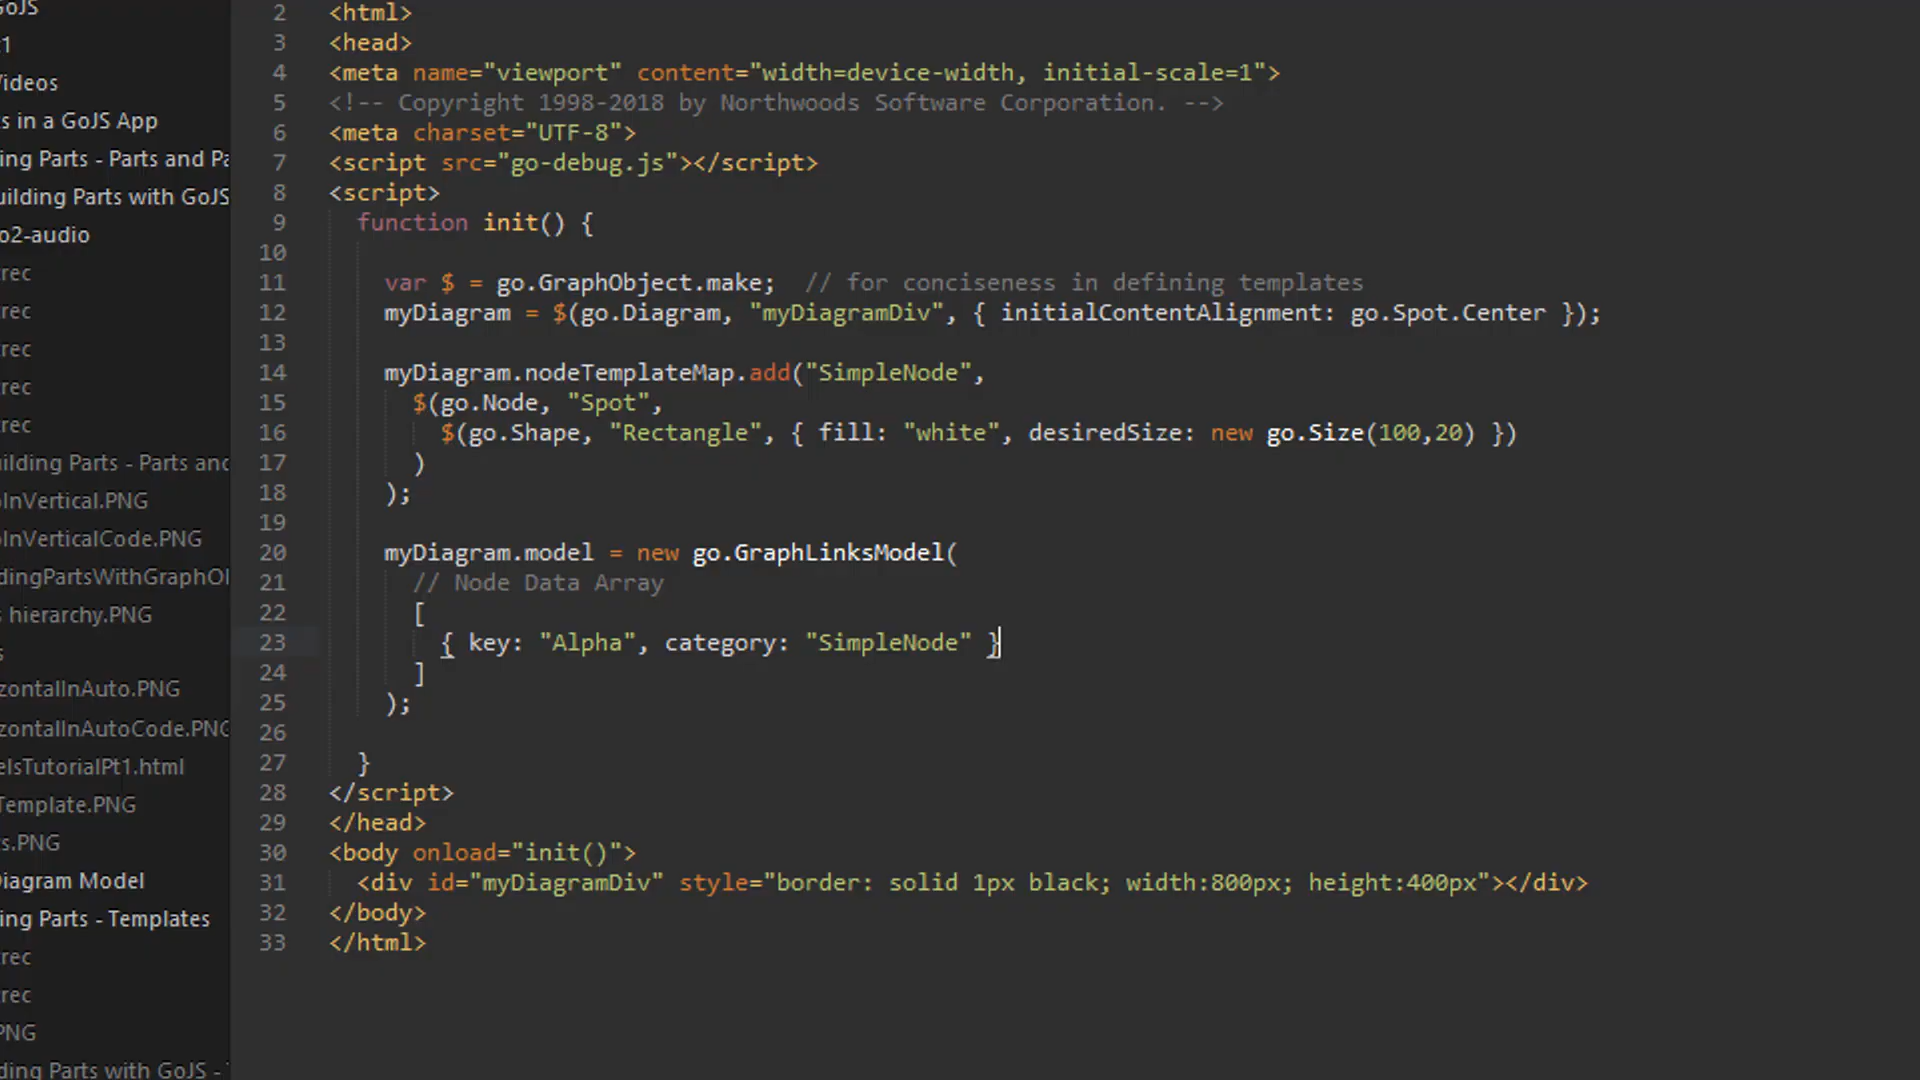 GoJS
t1
Videos
s in a GoJS App
ing Parts - Parts and Pa
uilding Parts with GoJS
o2-audio
rec
rec
rec
rec
rec
uilding Parts - Parts and
InVertical.PNG
InVerticalCode.PNG
dingPartsWithGraphOl
hierarchy.PNG
s
zontalInAuto.PNG
zontalInAutoCode.PNG
elsTutorialPt1.html
Template.PNG
s.PNG
Diagram Model
ing Parts - Templates
rec
rec
PNG
ding Parts with GoJS -
2 <html>
3 <head>
4 <meta name="viewport" content="width=device-width, initial-scale=1">
5 <!-- Copyright 1998-2018 by Northwoods Software Corporation. -->
6 <meta charset="UTF-8">
7 <script src="go-debug.js"></script>
8 <script>
9 function init() {
10
11 var $ = go.GraphObject.make; // for conciseness in defining templates
12 myDiagram = $(go.Diagram, "myDiagramDiv", { initialContentAlignment: go.Spot.Center });
13
14 myDiagram.nodeTemplateMap.add("SimpleNode",
15 $(go.Node, "Spot",
16 $(go.Shape, "Rectangle", { fill: "white", desiredSize: new go.Size(100,20) })
17 )
18 );
19
20 myDiagram.model = new go.GraphLinksModel(
21 // Node Data Array
22 [
23 { key: "Alpha", category: "SimpleNode" }
24 ]
25 );
26
27 }
28 </script>
29 </head>
30 <body onload="init()">
31 <div id="myDiagramDiv" style="border: solid 1px black; width:800px; height:400px"></div>
32 </body>
33 </html>